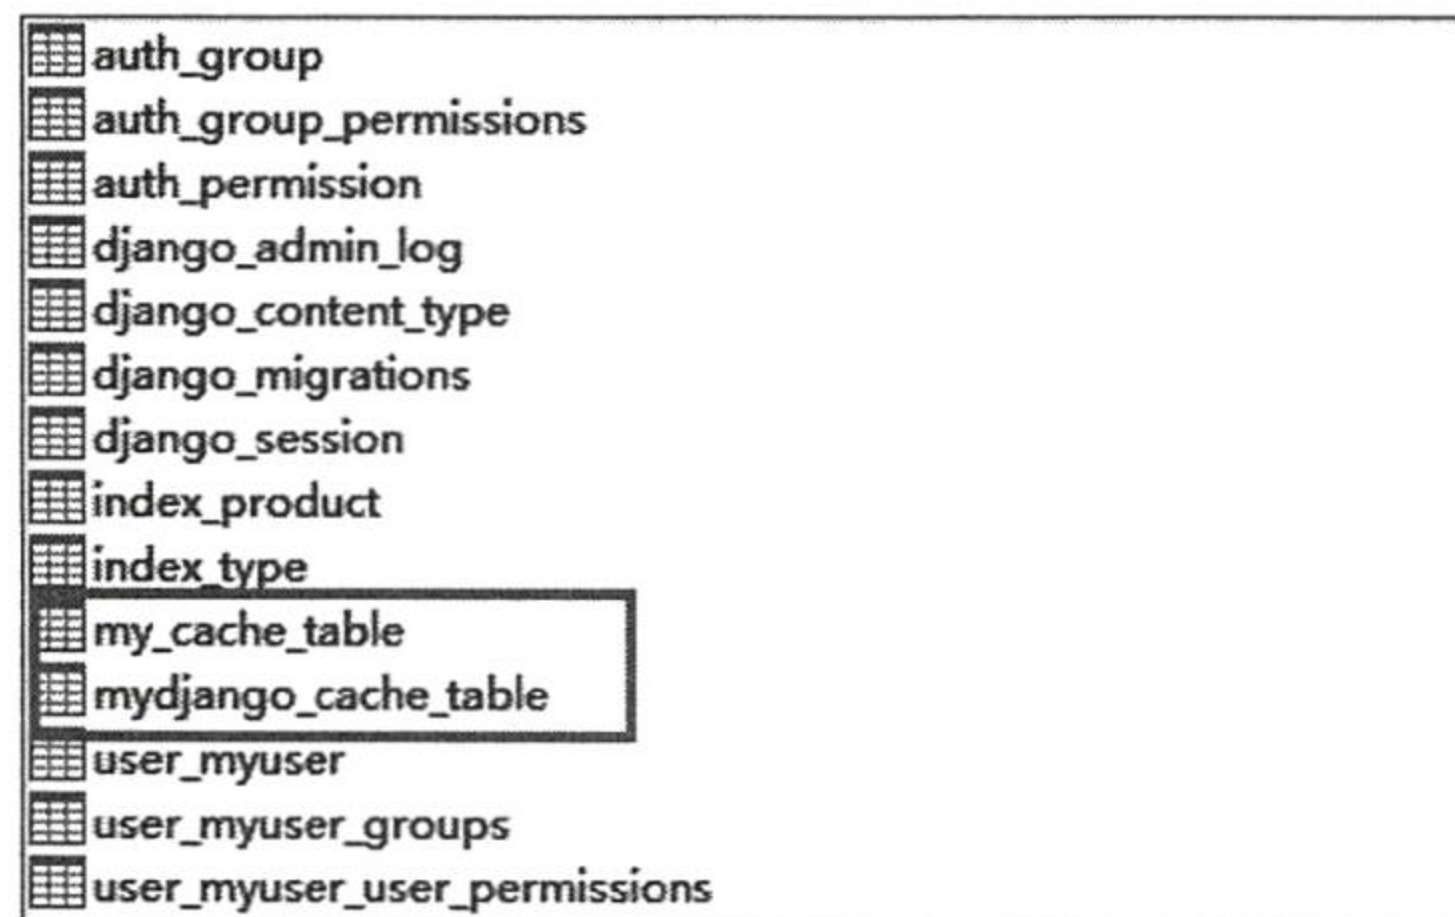 auth_group
auth_group_permissions
auth_permission
django_admin_log
django_content_type
django_migrations
django_session
index_product
index_type
my_cache_table
mydjango_cache_table
user_myuser
user_myuser_groups
user_myuser_user_permissions